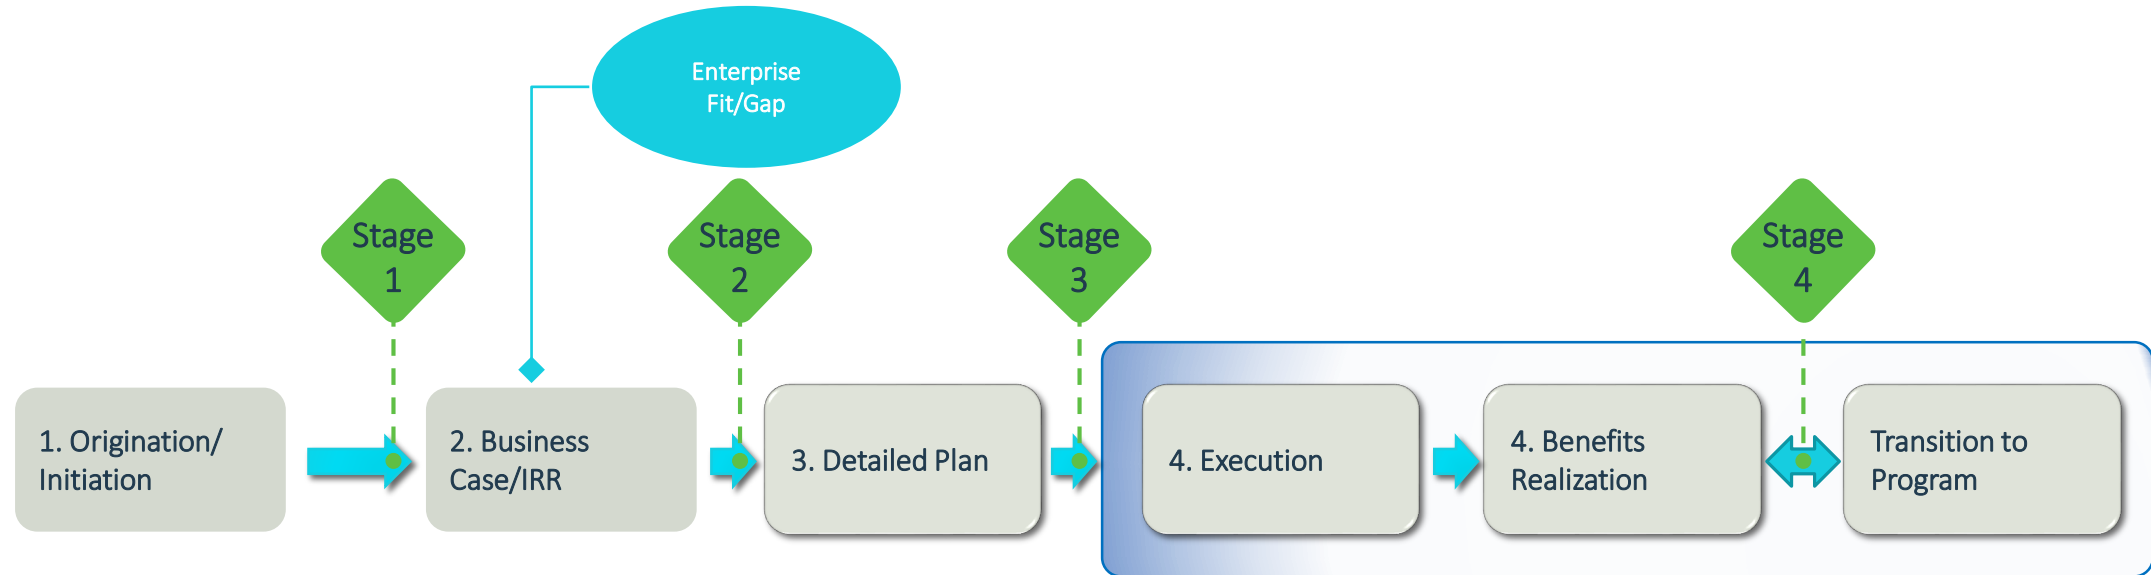 Enterprise
Fit/Gap
Stage
1
Stage
2
Stage
3
Stage
4
1. Origination/
Initiation
2. Business
Case/IRR
3. Detailed Plan
4. Execution
4. Benefits
Realization
Transition to
Program